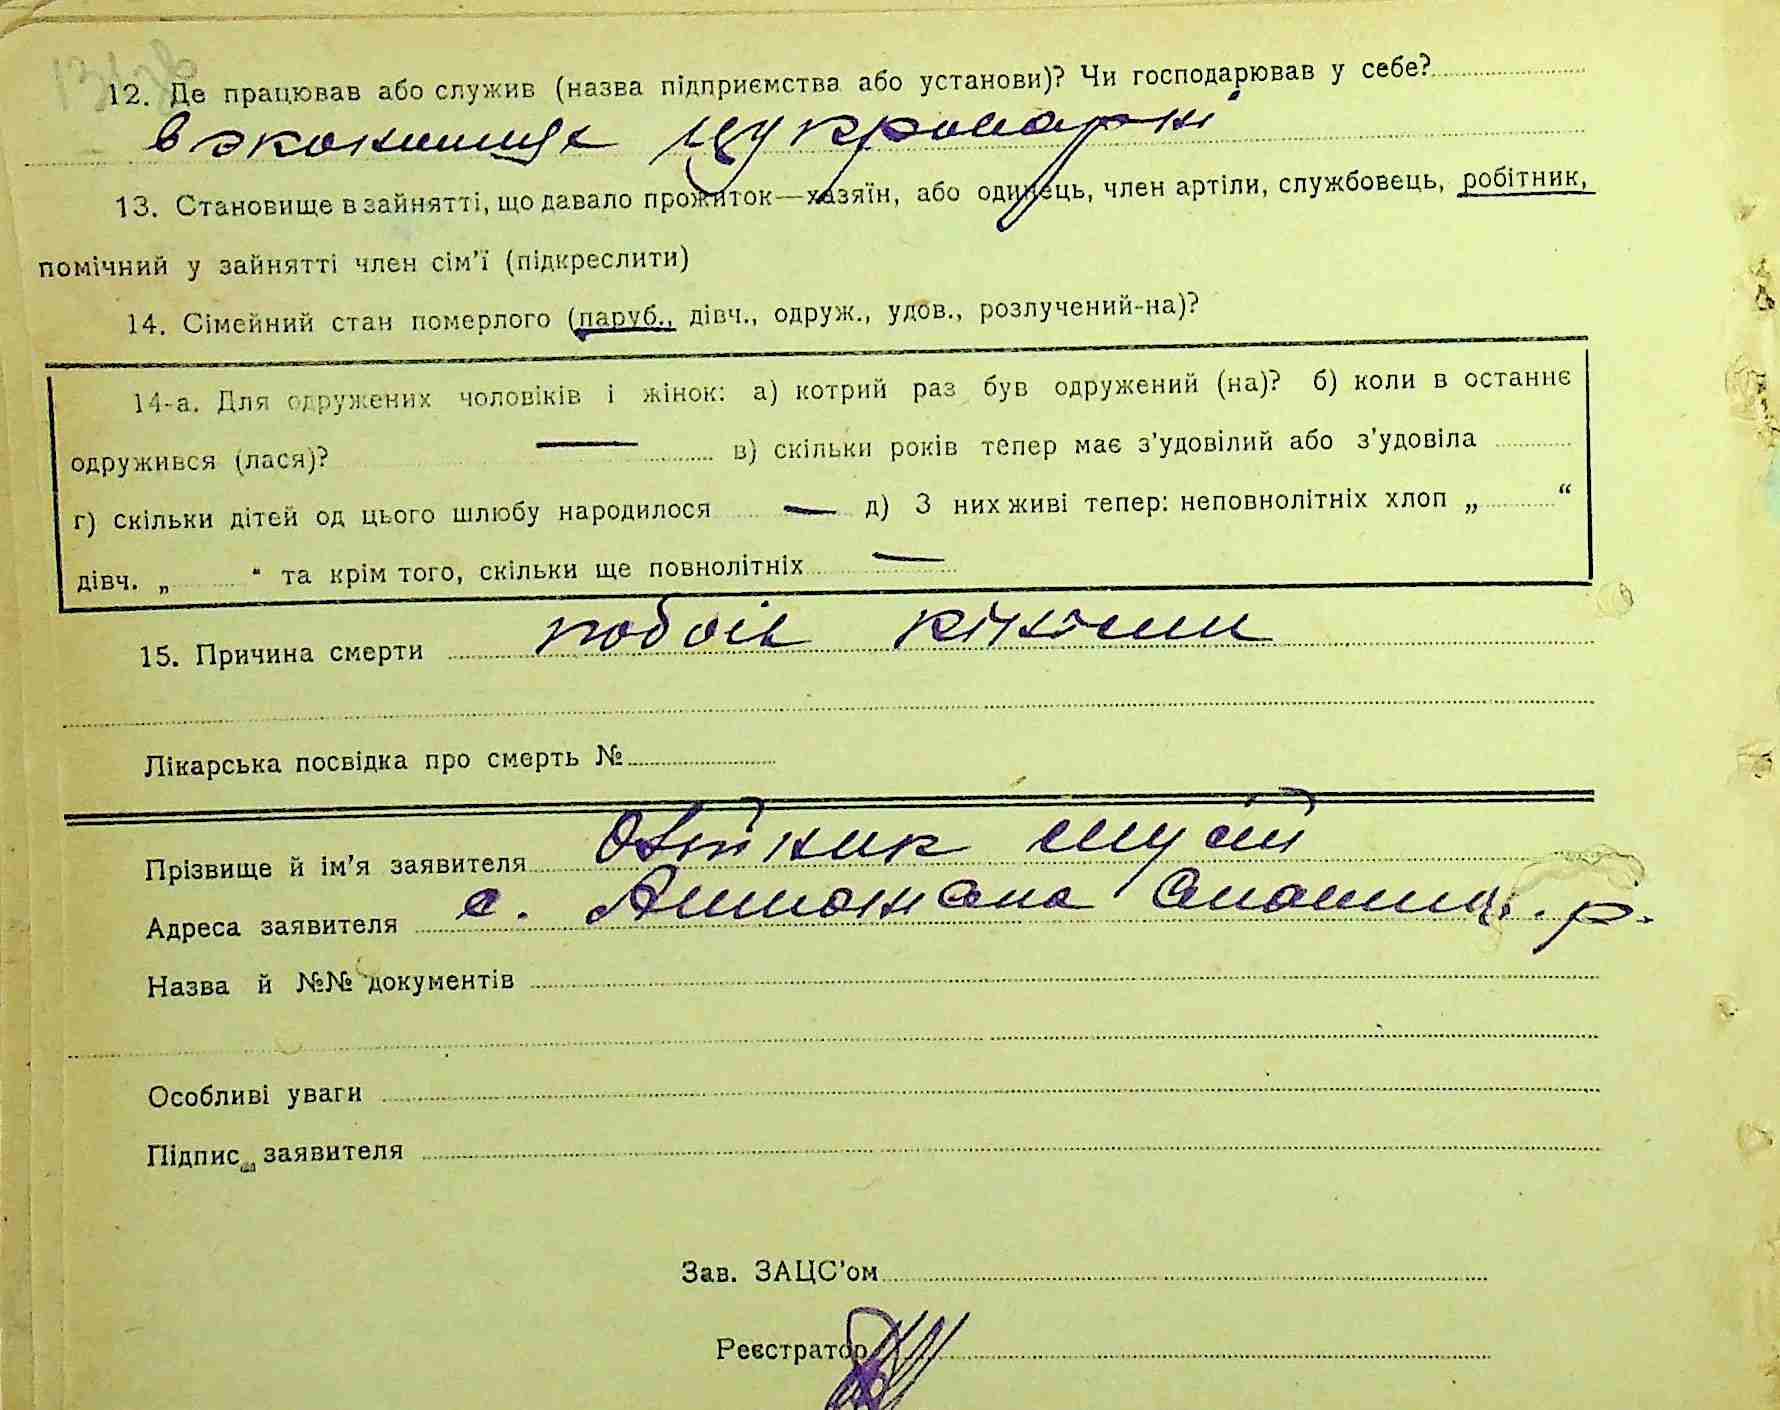 12. Де працював або служив (назва підприємства або установи)? Чи господарював у себе?
в экономице цукроварні
13. Становище в зайнятті, що давало прожиток—хазяїн, або одинець, член артіли, службовець, робітник,
помічний у зайнятті член сім'ї (підкреслити)
14. Сімейний стан померлого (паруб., дівч., одруж., удов., розлучений-на)?
14-а. Для одружених чоловіків і жінок: а) котрий раз був одружений (на)? б) коли в останнє
одружився (лася)? — в) скільки років тепер має з'удовілий або з'удовіла
г) скільки дітей од цього шлюбу народилося — д) З них живі тепер: неповнолітніх хлоп „ “
дівч. „ “ та крім того, скільки ще повнолітніх —
15. Причина смерти побої кіньми
Лікарська посвідка про смерть №
Прізвище й ім'я заявителя
Адреса заявителя с. р.
Назва й №№ документів
Особливі уваги
Підпис заявителя
Зав. ЗАЦС'ом
Реєстратор